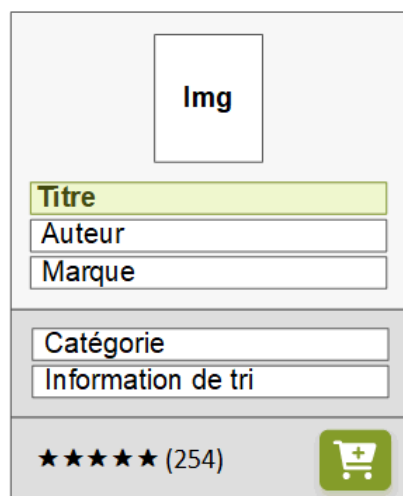 Img
Titre
Auteur
Marque
Catégorie
Information de tri
★★★★★ (254)